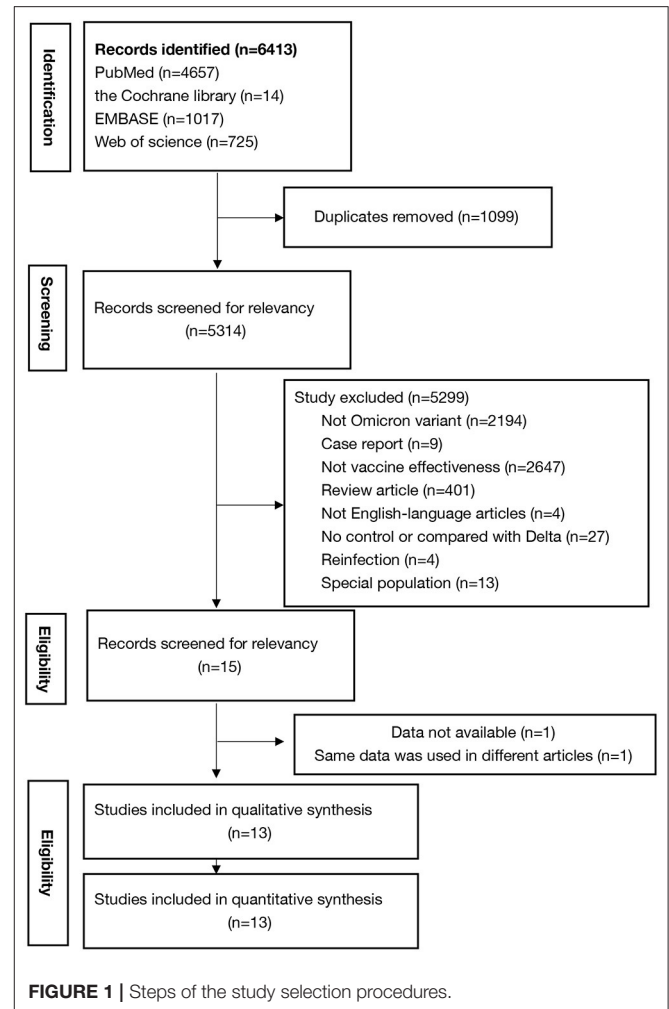 Identification
Records identified (n=6413)
PubMed (n=4657)
the Cochrane library (n=14)
EMBASE (n=1017)
Web of science (n=725)
Duplicates removed (n=1099)
Screening
Records screened for relevancy
(n=5314)
Study excluded (n=5299)
Not Omicron variant (n=2194)
Case report (n=9)
Not vaccine effectiveness (n=2647)
Review article (n=401)
Not English-language articles (n=4)
No control or compared with Delta (n=27)
Reinfection (n=4)
Special population (n=13)
Eligibility
Records screened for relevancy
(n=15)
Data not available (n=1)
Same data was used in different articles (n=1)
Eligibility
Studies included in qualitative synthesis
(n=13)
Studies included in quantitative synthesis
(n=13)
FIGURE 1 | Steps of the study selection procedures.